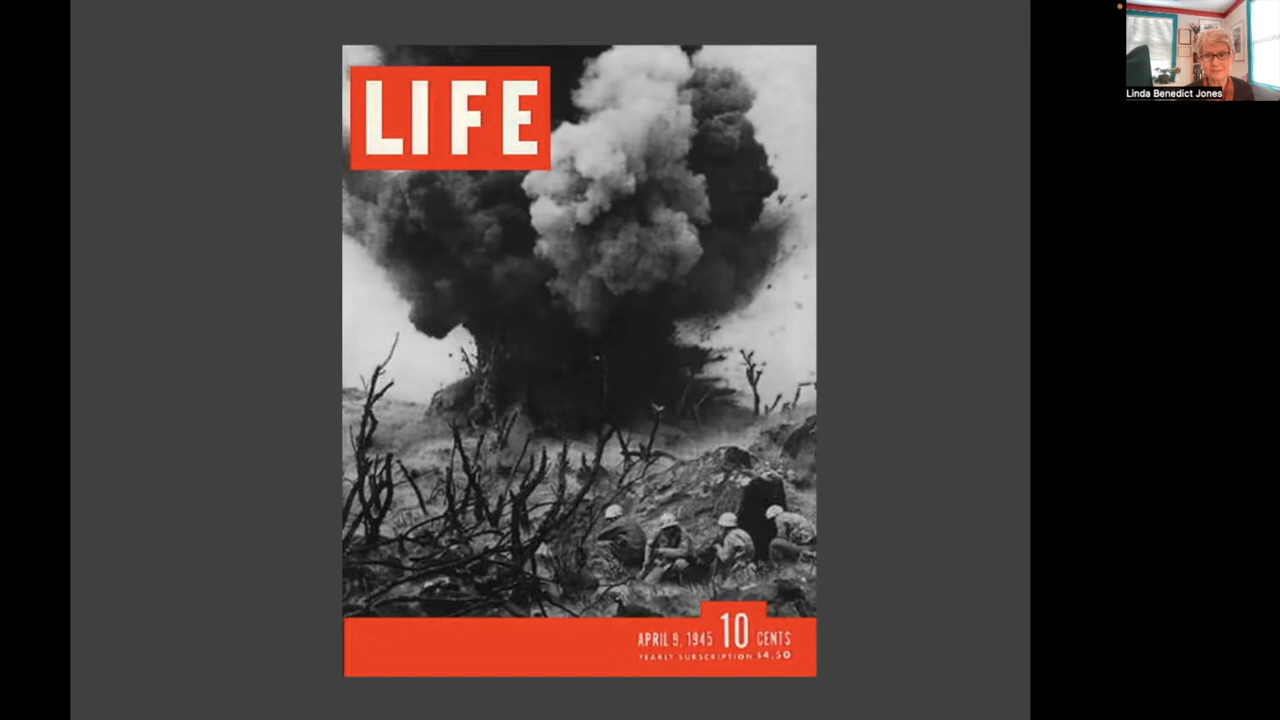 LIFE
Linda Benedict Jones
APRIL 9, 1945 10 CENTS
YEARLY SUBSCRIPTION $4.50